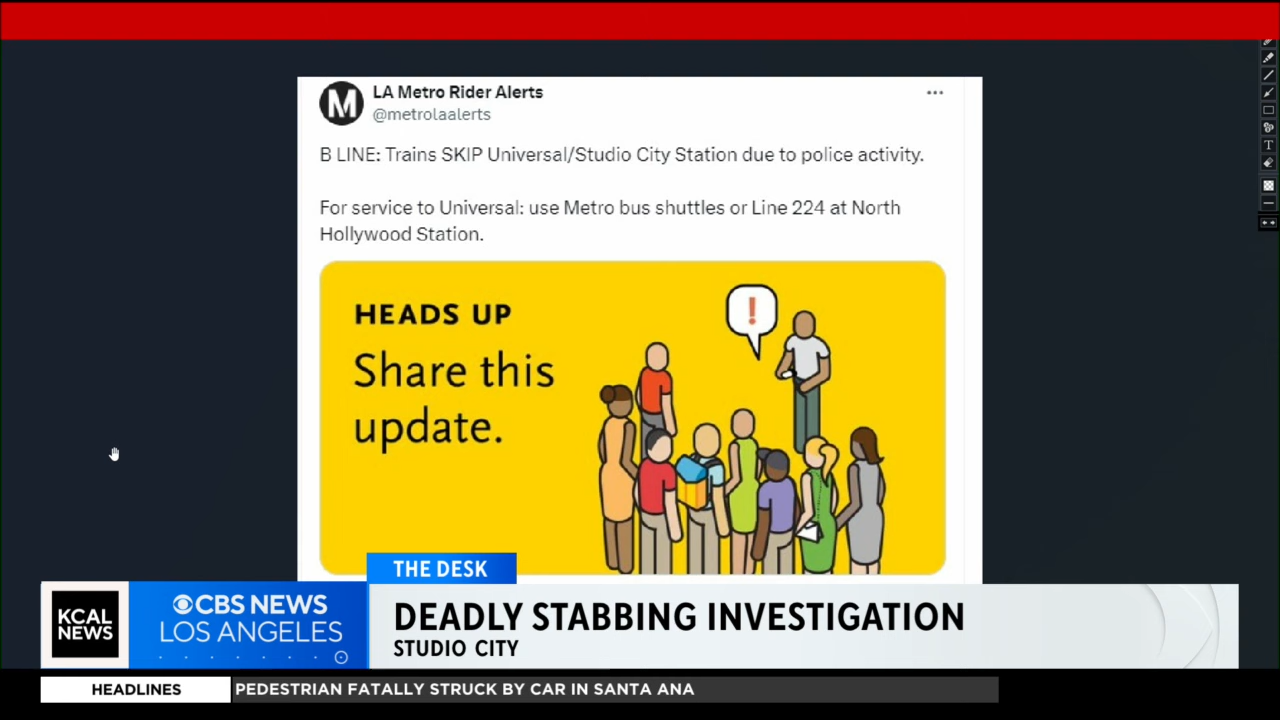 M
LA Metro Rider Alerts
@metrolaalerts
B LINE: Trains SKIP Universal/Studio City Station due to police activity.
For service to Universal: use Metro bus shuttles or Line 224 at North
Hollywood Station.
HEADS UP
!
Share this
update.
THE DESK
KCAL
NEWS
CBS NEWS
LOS ANGELES
DEADLY STABBING INVESTIGATION
STUDIO CITY
HEADLINES
PEDESTRIAN FATALLY STRUCK BY CAR IN SANTA ANA
T